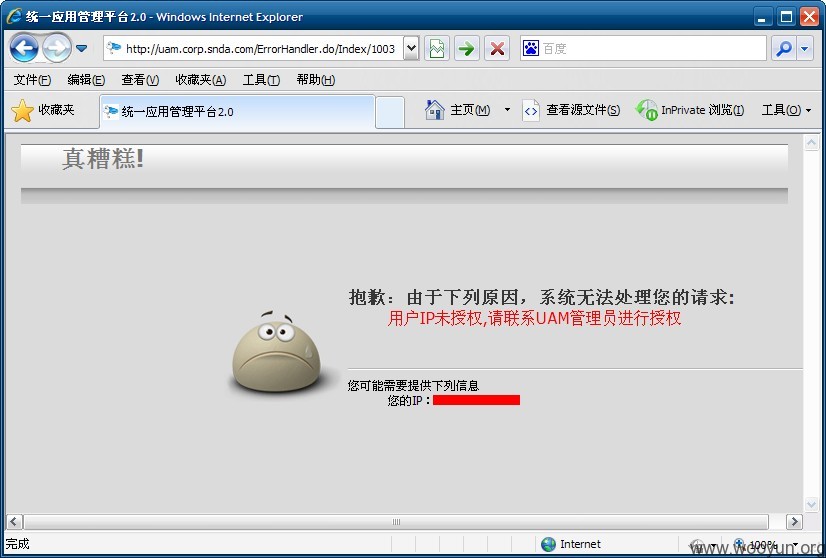 统一应用管理平台2.0 - Windows Internet Explorer
http://uam.corp.snda.com/ErrorHandler.do/Index/1003
百度
文件(F) 编辑(E) 查看(V) 收藏夹(A) 工具(T) 帮助(H)
收藏夹 统一应用管理平台2.0 主页(M) 查看源文件(S) InPrivate 浏览(I) 工具(O)
真糟糕!
抱歉：由于下列原因，系统无法处理您的请求:
用户IP未授权,请联系UAM管理员进行授权
您可能需要提供下列信息
您的IP：
完成 Internet 100%
www.wooyun.org